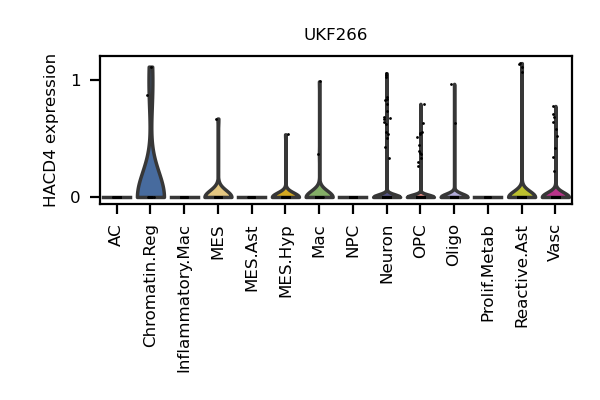 UKF266
HACD4 expression
1
0
AC
Chromatin.Reg
Inflammatory.Mac
MES
MES.Ast
MES.Hyp
Mac
NPC
Neuron
OPC
Oligo
Prolif.Metab
Reactive.Ast
Vasc